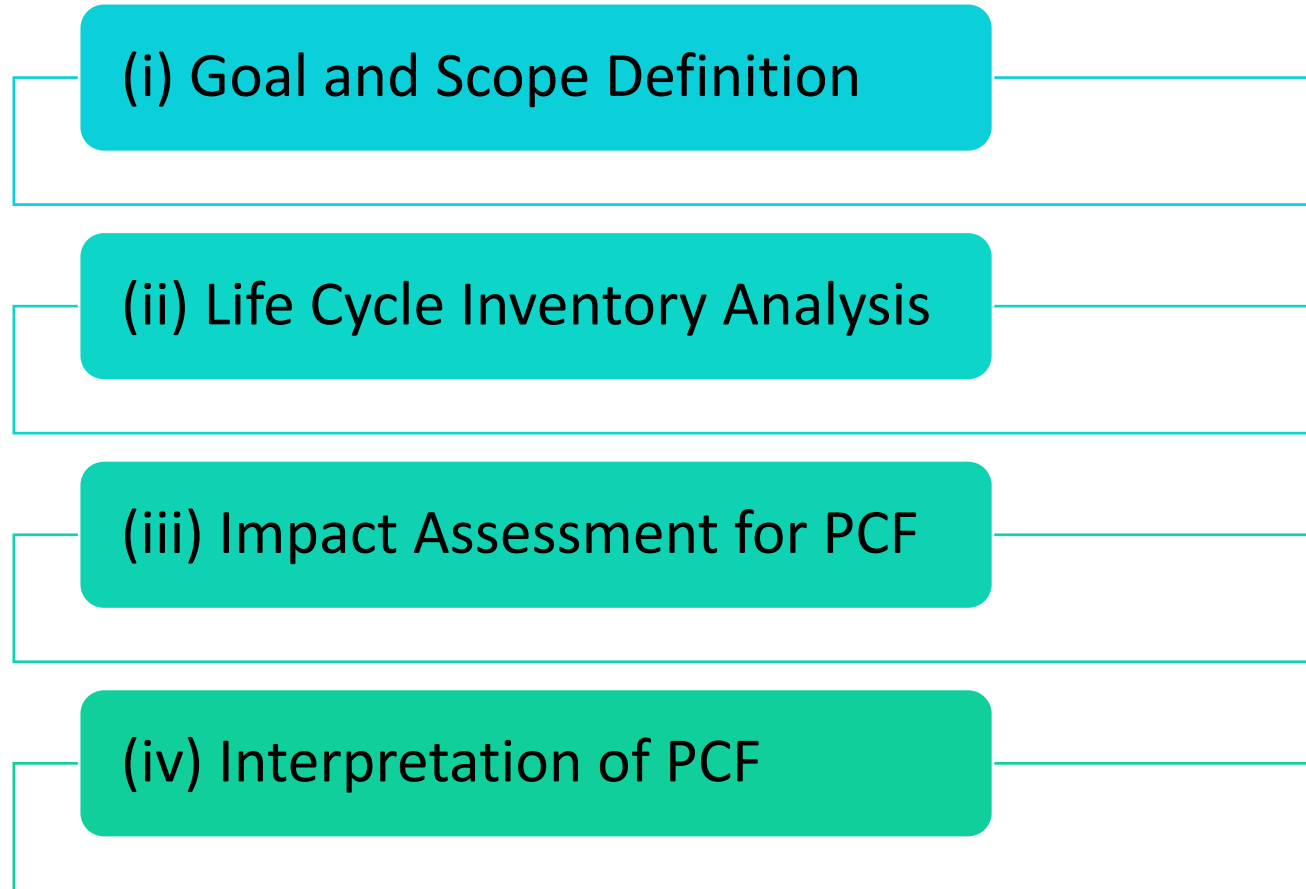 (i) Goal and Scope Definition
(ii) Life Cycle Inventory Analysis
(iii) Impact Assessment for PCF
(iv) Interpretation of PCF